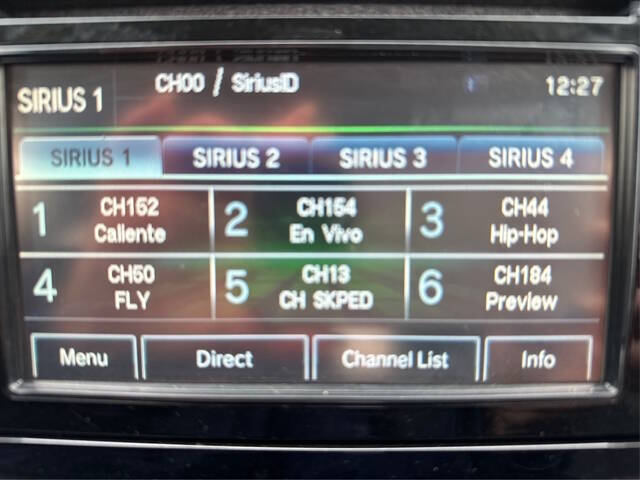 SIRIUS 1 CH00 / SiriusID 12:27
SIRIUS 1 SIRIUS 2 SIRIUS 3 SIRIUS 4
1 CH152 Caliente
2 CH154 En Vivo
3 CH44 Hip-Hop
4 CH50 FLY
5 CH13 CH SKPED
6 CH184 Preview
Menu Direct Channel List Info